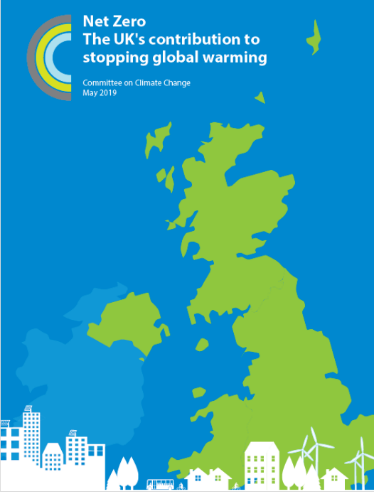 Net Zero
The UK's contribution to
stopping global warming
Committee on Climate Change
May 2019